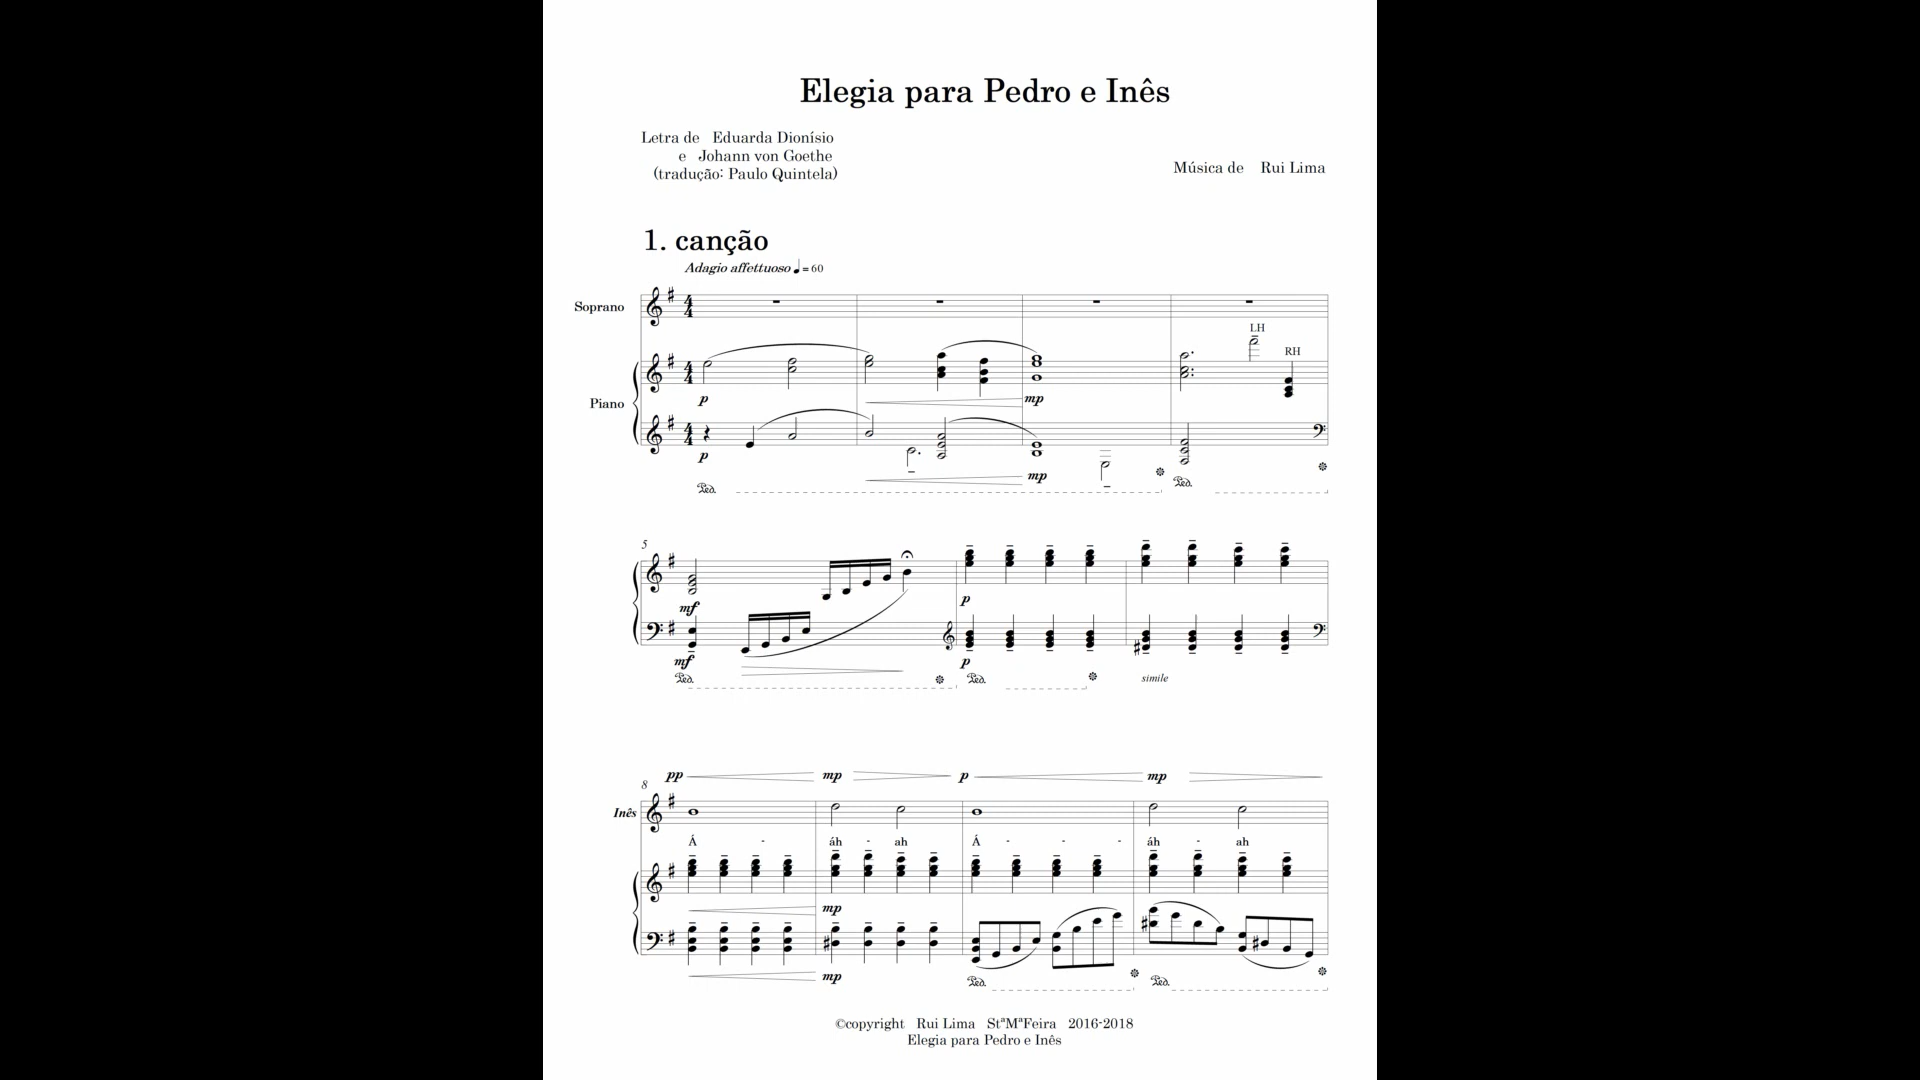 Elegia para Pedro e Inês
Letra de Eduarda Dionísio
e Johann von Goethe
(tradução: Paulo Quintela)
Música de Rui Lima
1. canção
Adagio affettuoso ♩= 60
Soprano
LH
RH
Piano
p
mp
p
mp
5
mf
p
mf
p
simile
pp mp p mp
8
Inês
Á - áh - ah Á - - - áh - ah
mp
mp
©copyright Rui Lima StªMªFeira 2016-2018
Elegia para Pedro e Inês